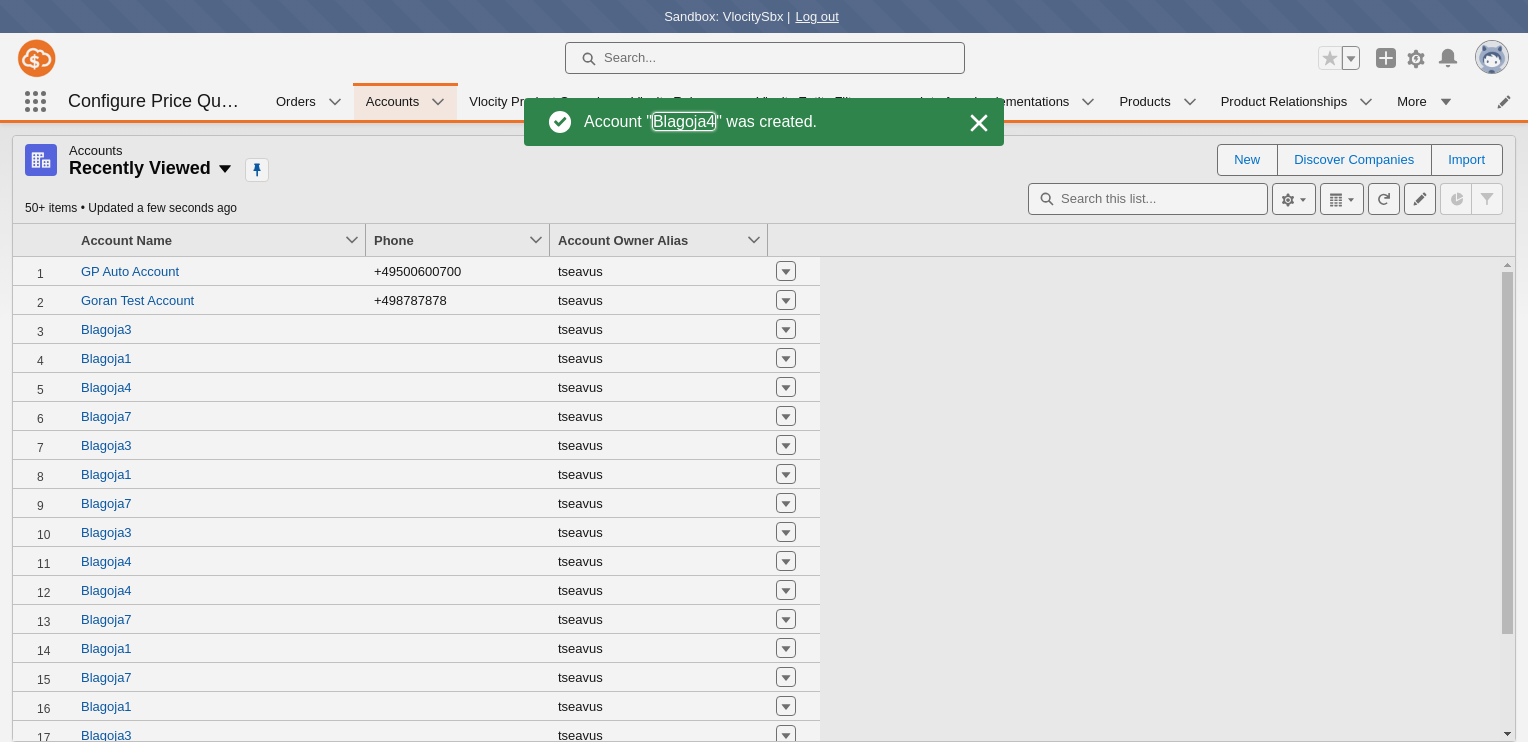 Sandbox: VlocitySbx | Log out
Search...
Configure Price Qu…
Orders
Accounts
Vlocity
More
Products
Product Relationships
Account "Blagoja4" was created.
Accounts
Recently Viewed
New
Discover Companies
Import
50+ items • Updated a few seconds ago
Search this list...
Account Name Phone Account Owner Alias
1 GP Auto Account +49500600700 tseavus
2 Goran Test Account +498787878 tseavus
3 Blagoja3 tseavus
4 Blagoja1 tseavus
5 Blagoja4 tseavus
6 Blagoja7 tseavus
7 Blagoja3 tseavus
8 Blagoja1 tseavus
9 Blagoja7 tseavus
10 Blagoja3 tseavus
11 Blagoja4 tseavus
12 Blagoja4 tseavus
13 Blagoja7 tseavus
14 Blagoja1 tseavus
15 Blagoja7 tseavus
16 Blagoja1 tseavus
17 Blagoja3 tseavus